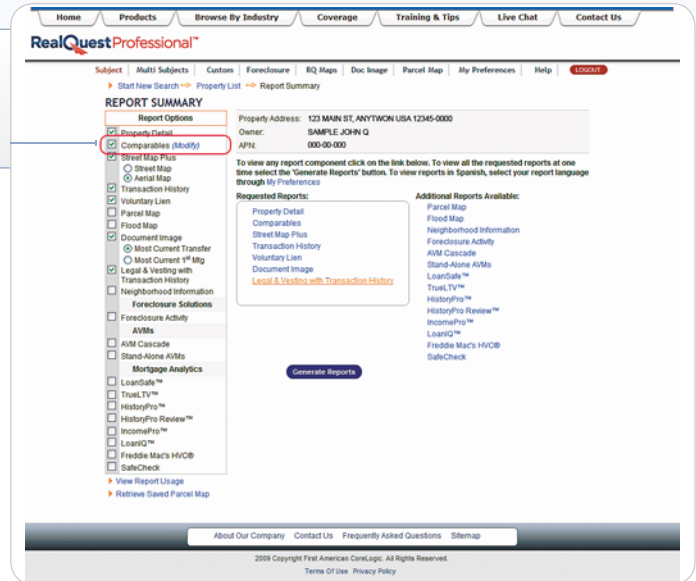 Home Products Browse By Industry Coverage Training & Tips Live Chat Contact Us
RealQuest Professional™
Subject Multi Subjects Custom Foreclosure RQ Maps Doc Image Parcel Map My Preferences Help LOGOUT
Start New Search Property List Report Summary
REPORT SUMMARY
Report Options
Property Detail
Comparables (Modify)
Street Map Plus
Street Map
Aerial Map
Transaction History
Voluntary Lien
Parcel Map
Flood Map
Document Image
Most Current Transfer
Most Current 1st Mtg
Legal & Vesting with
Transaction History
Neighborhood Information
Foreclosure Solutions
Foreclosure Activity
AVMs
AVM Cascade
Stand-Alone AVMs
Mortgage Analytics
LoanSafe™
TrueLTV™
HistoryPro™
HistoryPro Review™
IncomePro™
LoanIQ™
Freddie Mac's HVC®
SafeCheck
View Report Usage
Retrieve Saved Parcel Map
Property Address: 123 MAIN ST, ANYTWON USA 12345-0000
Owner: SAMPLE JOHN Q
APN: 000-00-000
To view any report component click on the link below. To view all the requested reports at one
time select the 'Generate Reports' button. To view reports in Spanish, select your report language
through My Preferences
Requested Reports:
Property Detail
Comparables
Street Map Plus
Transaction History
Voluntary Lien
Document Image
Legal & Vesting with Transaction History
Additional Reports Available:
Parcel Map
Flood Map
Neighborhood Information
Foreclosure Activity
AVM Cascade
Stand-Alone AVMs
LoanSafe™
TrueLTV™
HistoryPro™
HistoryPro Review™
IncomePro™
LoanIQ™
Freddie Mac's HVC®
SafeCheck
Generate Reports
About Our Company Contact Us Frequently Asked Questions Sitemap
2009 Copyright First American CoreLogic. All Rights Reserved.
Terms Of Use Privacy Policy